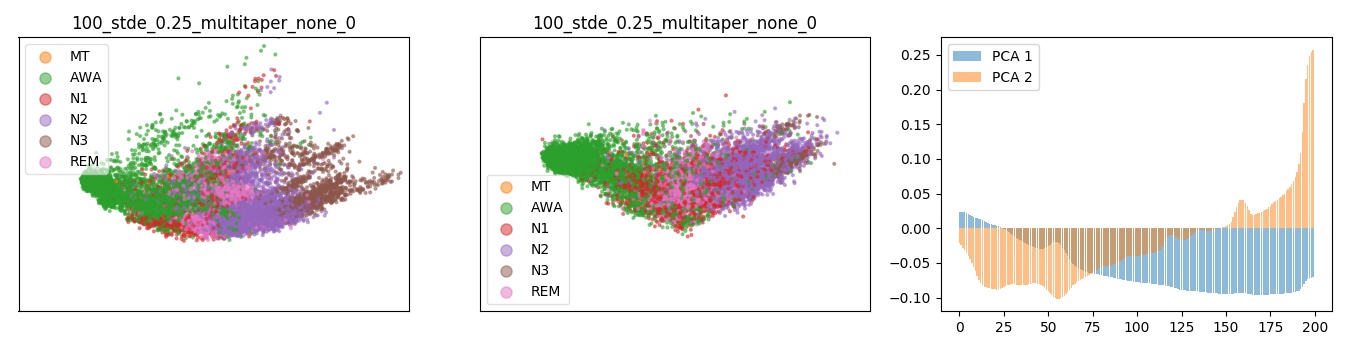 100_stde_0.25_multitaper_none_0
MT
AWA
N1
N2
N3
REM
100_stde_0.25_multitaper_none_0
MT
AWA
N1
N2
N3
REM
PCA 1
PCA 2
0.25
0.20
0.15
0.10
0.05
0.00
−0.05
−0.10
0 25 50 75 100 125 150 175 200